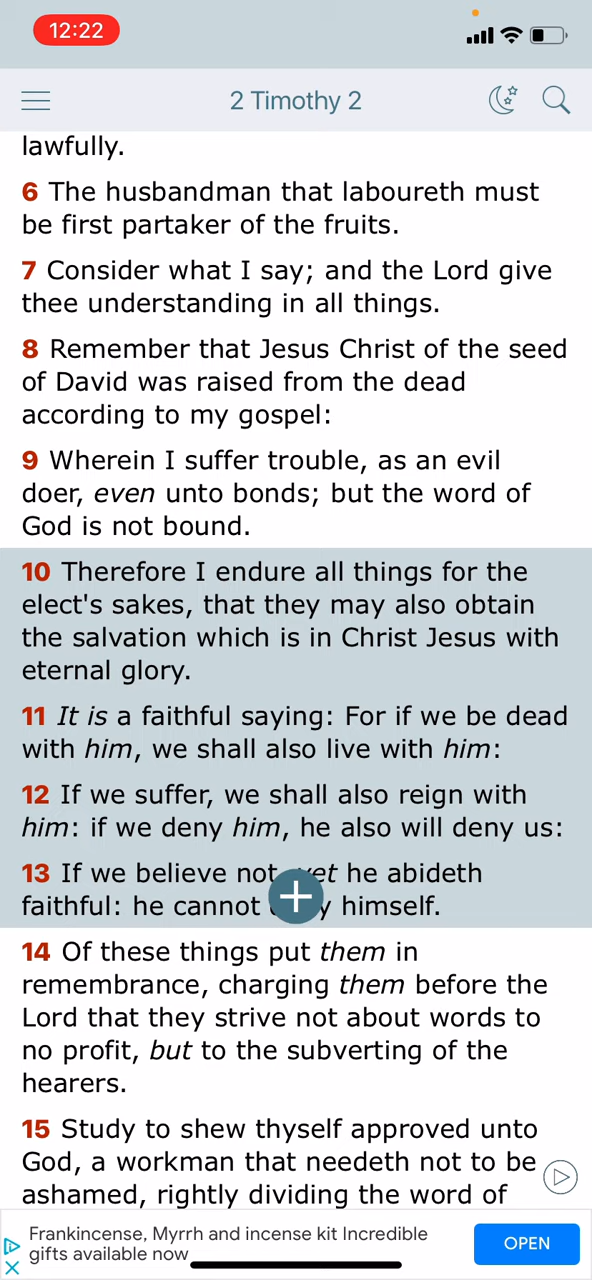 12:22
2 Timothy 2
lawfully.
6 The husbandman that laboureth must
be first partaker of the fruits.
7 Consider what I say; and the Lord give
thee understanding in all things.
8 Remember that Jesus Christ of the seed
of David was raised from the dead
according to my gospel:
9 Wherein I suffer trouble, as an evil
doer, even unto bonds; but the word of
God is not bound.
10 Therefore I endure all things for the
elect's sakes, that they may also obtain
the salvation which is in Christ Jesus with
eternal glory.
11 It is a faithful saying: For if we be dead
with him, we shall also live with him:
12 If we suffer, we shall also reign with
him: if we deny him, he also will deny us:
13 If we believe not, yet he abideth
faithful: he cannot himself.
14 Of these things put them in
remembrance, charging them before the
Lord that they strive not about words to
no profit, but to the subverting of the
hearers.
15 Study to shew thyself approved unto
God, a workman that needeth not to be
ashamed, rightly dividing the word of
Frankincense, Myrrh and incense kit Incredible
gifts available now
OPEN